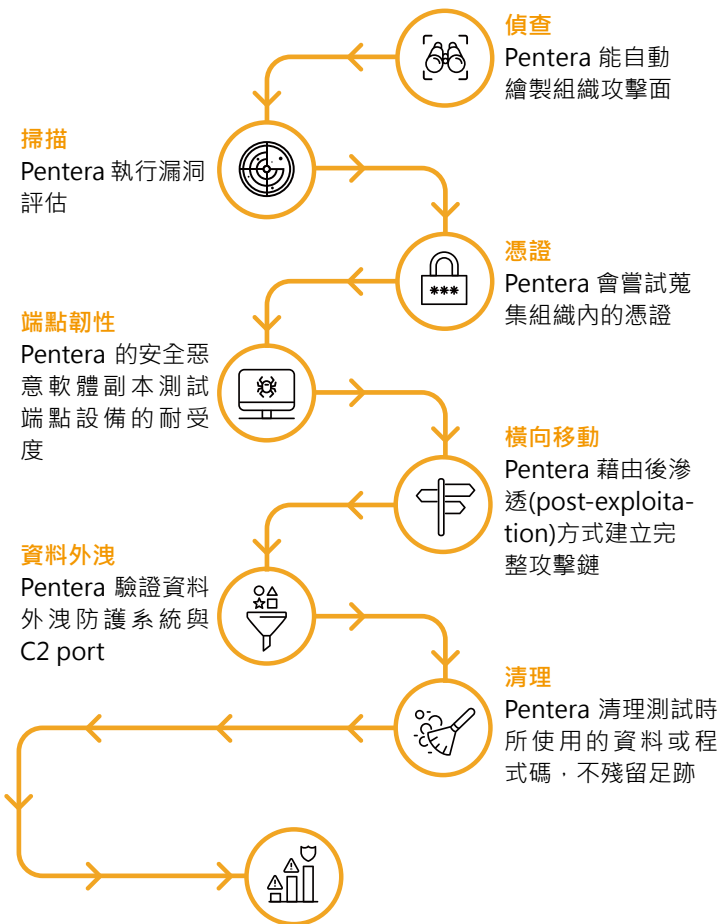 偵查
Pentera 能自動
繪製組織攻擊面
掃描
Pentera 執行漏洞
評估
憑證
Pentera 會嘗試蒐
集組織內的憑證
***
端點韌性
Pentera 的安全惡
意軟體副本測試
端點設備的耐受
度
橫向移動
Pentera 藉由後滲
透(post-exploita-
tion)方式建立完
整攻擊鏈
資料外洩
Pentera 驗證資料
外洩防護系統與
C2 port
清理
Pentera 清理測試時
所使用的資料或程
式碼，不殘留足跡